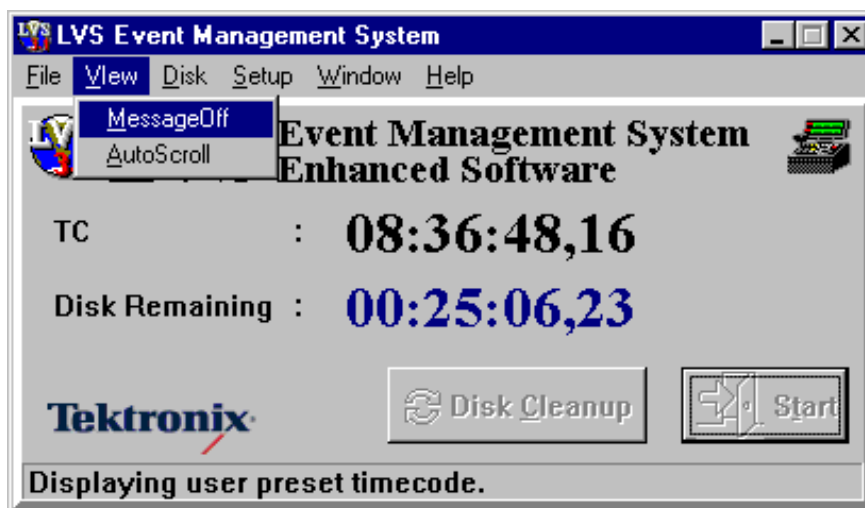 LVS Event Management System
File VIew Disk Setup Window Help
MessageOff
AutoScroll
LV
Event Management System
Enhanced Software
TC : 08:36:48,16
Disk Remaining : 00:25:06,23
Tektronix
Disk Cleanup
Start
Displaying user preset timecode.